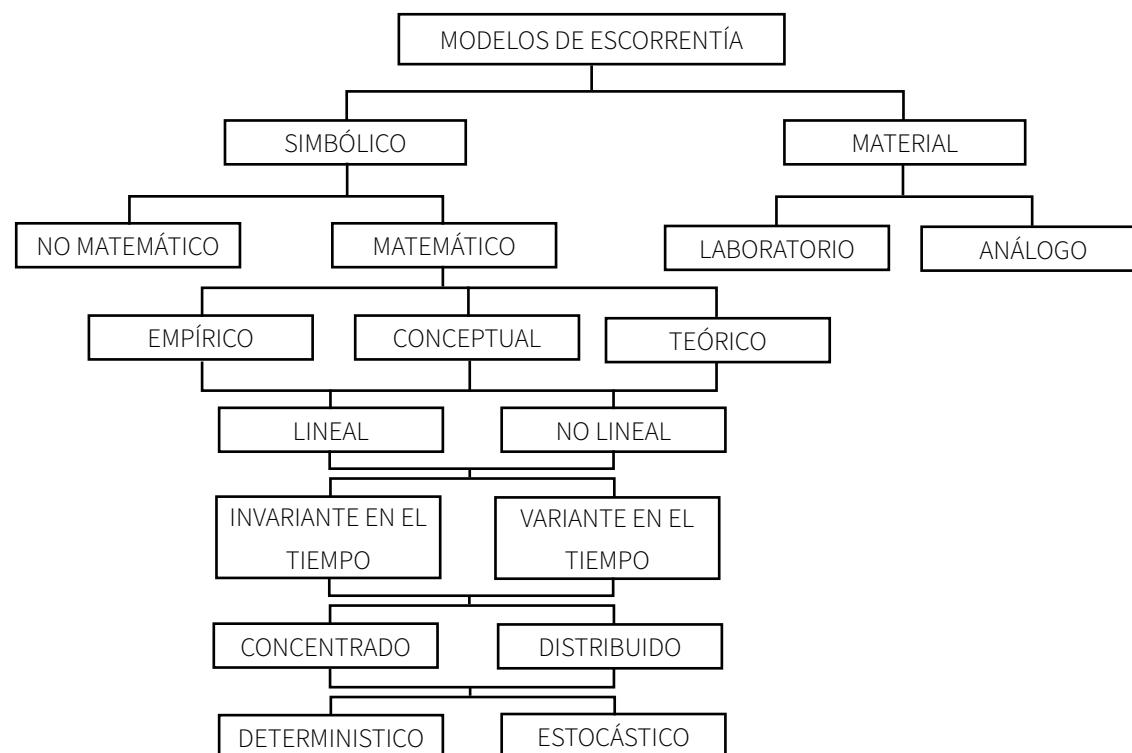 MODELOS DE ESCORRENTÍA
SIMBÓLICO
MATERIAL
NO MATEMÁTICO
MATEMÁTICO
LABORATORIO
ANÁLOGO
EMPÍRICO
CONCEPTUAL
TEÓRICO
LINEAL
NO LINEAL
INVARIANTE EN EL
TIEMPO
VARIANTE EN EL
TIEMPO
CONCENTRADO
DISTRIBUIDO
DETERMINISTICO
ESTOCÁSTICO